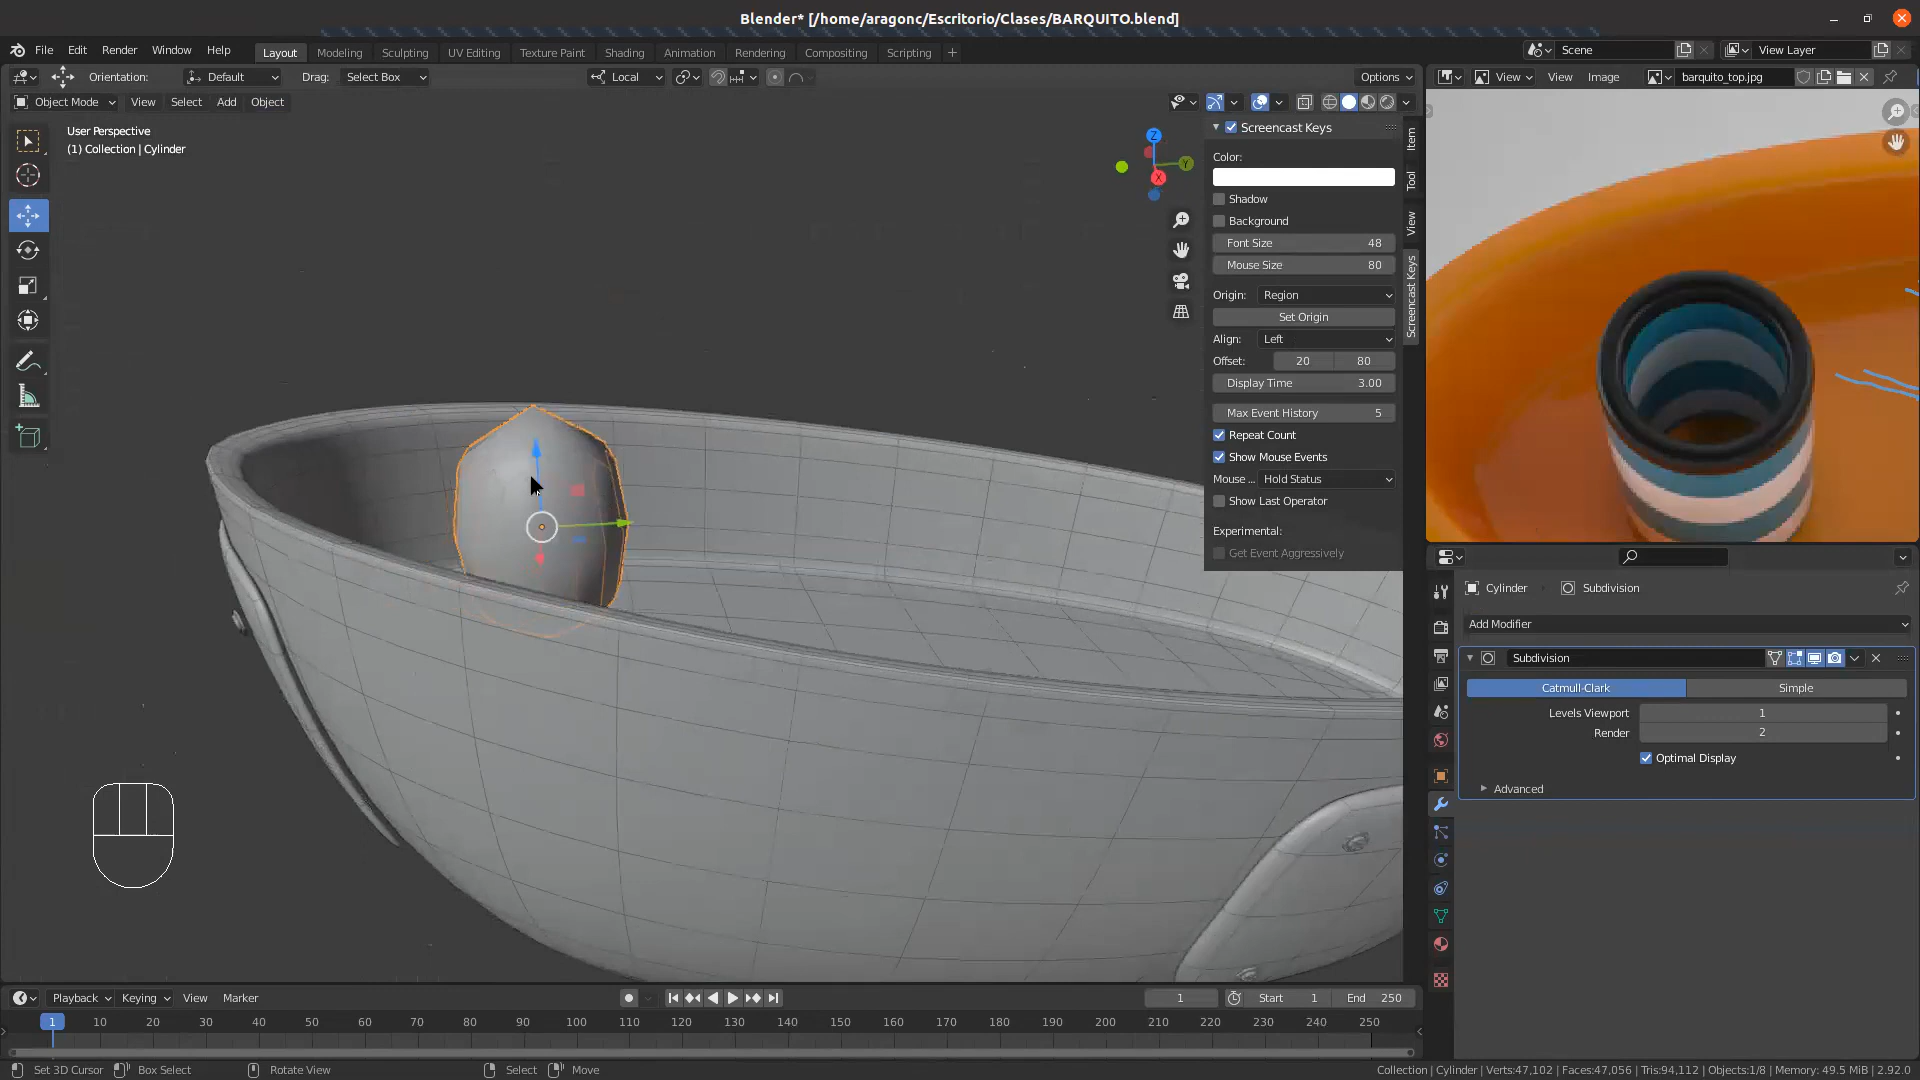 Blender* [/home/aragonc/Escritorio/Clases/BARQUITO.blend]
File Edit Render Window Help
Layout Modeling Sculpting UV Editing Texture Paint Shading Animation Rendering Compositing Scripting +
Scene View Layer
Orientation: Default Drag: Select Box Local Options
View View Image barquito_top.jpg
Object Mode View Select Add Object
User Perspective
(1) Collection | Cylinder
Z
Y
X
Screencast Keys
Color:
Shadow
Background
Font Size 48
Mouse Size 80
Origin: Region
Set Origin
Align: Left
Offset: 20 80
Display Time 3.00
Max Event History 5
Repeat Count
Show Mouse Events
Mouse ... Hold Status
Show Last Operator
Experimental:
Get Event Aggressively
Item
Tool
View
Screencast Keys
Cylinder Subdivision
Add Modifier
Subdivision
Catmull-Clark Simple
Levels Viewport 1
Render 2
Optimal Display
Advanced
Playback Keying View Marker 1 Start 1 End 250
1 10 20 30 40 50 60 70 80 90 100 110 120 130 140 150 160 170 180 190 200 210 220 230 240 250
Set 3D Cursor Box Select Rotate View Select Move Collection | Cylinder | Verts:47,102 | Faces:47,056 | Tris:94,112 | Objects:1/8 | Memory: 49.5 MiB | 2.92.0